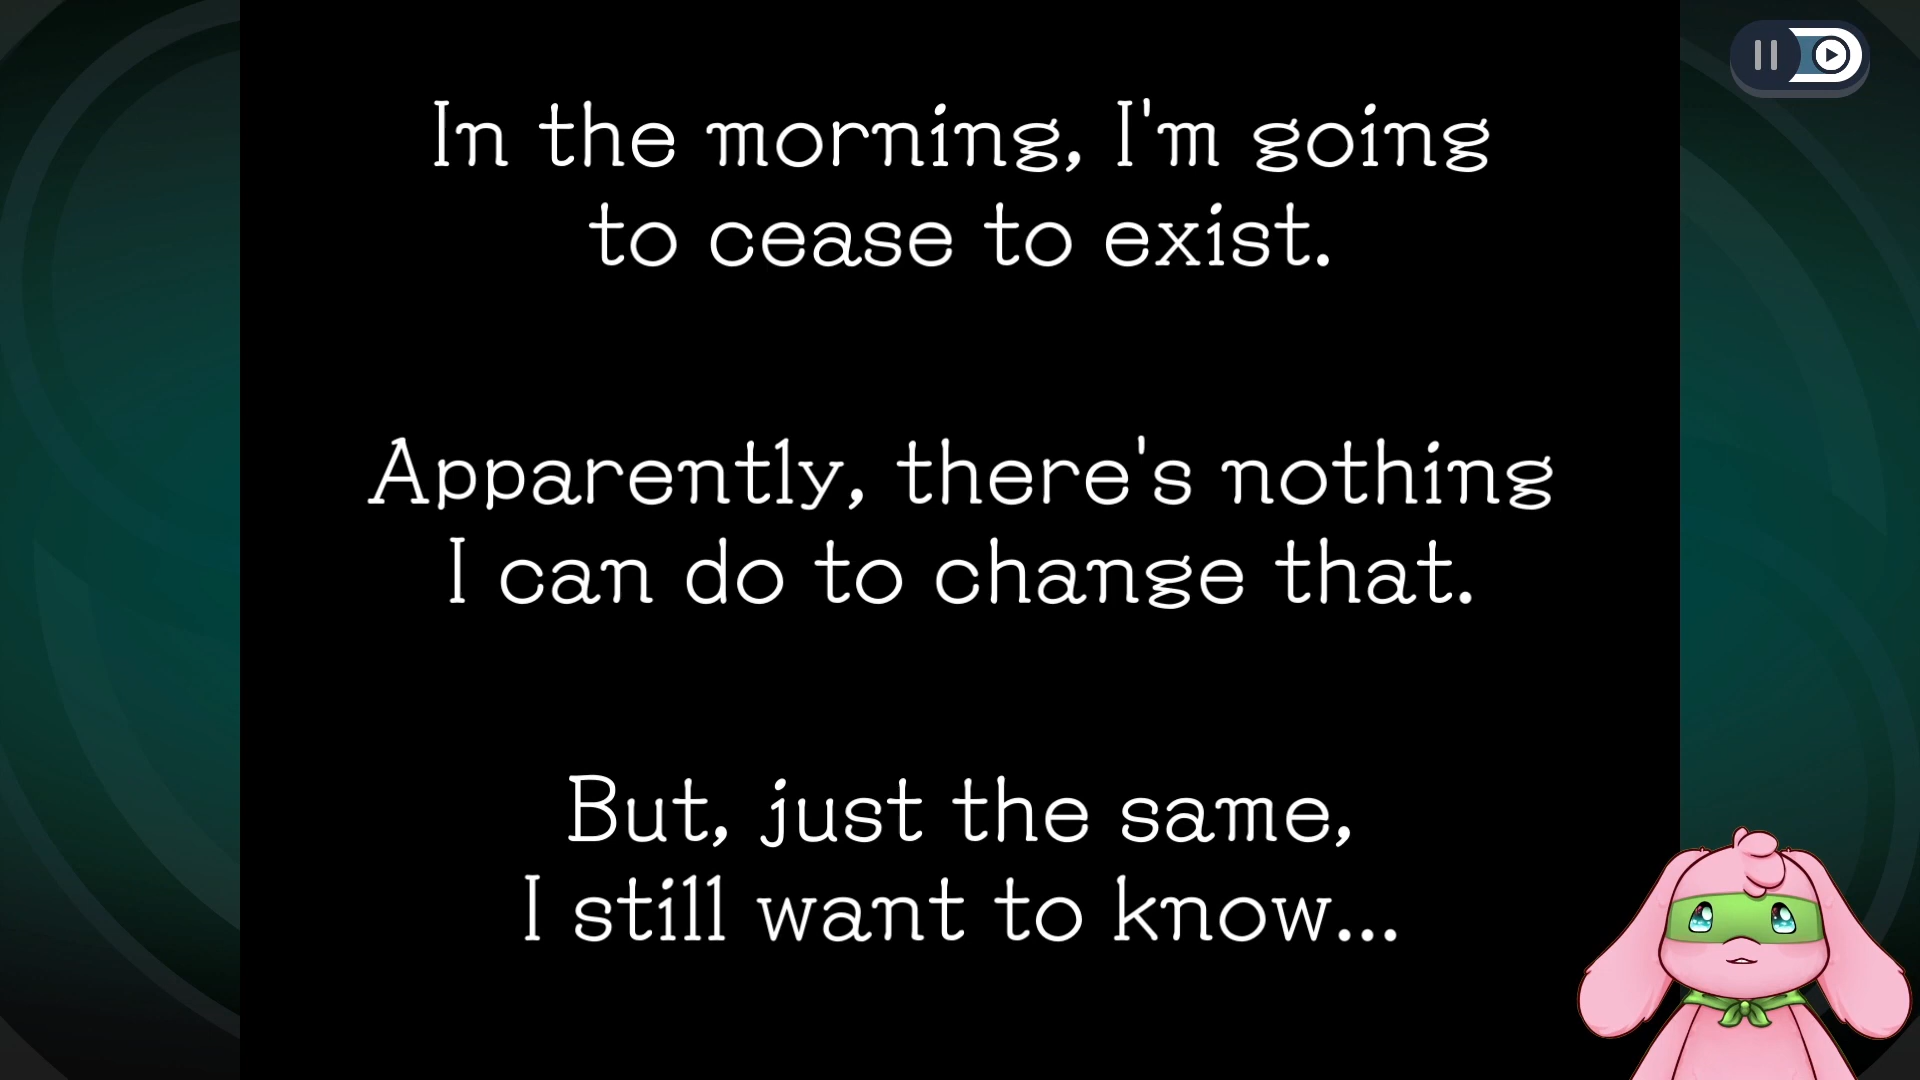 In the morning, I'm going
to cease to exist.
Apparently, there's nothing
I can do to change that.
But, just the same,
I still want to know...